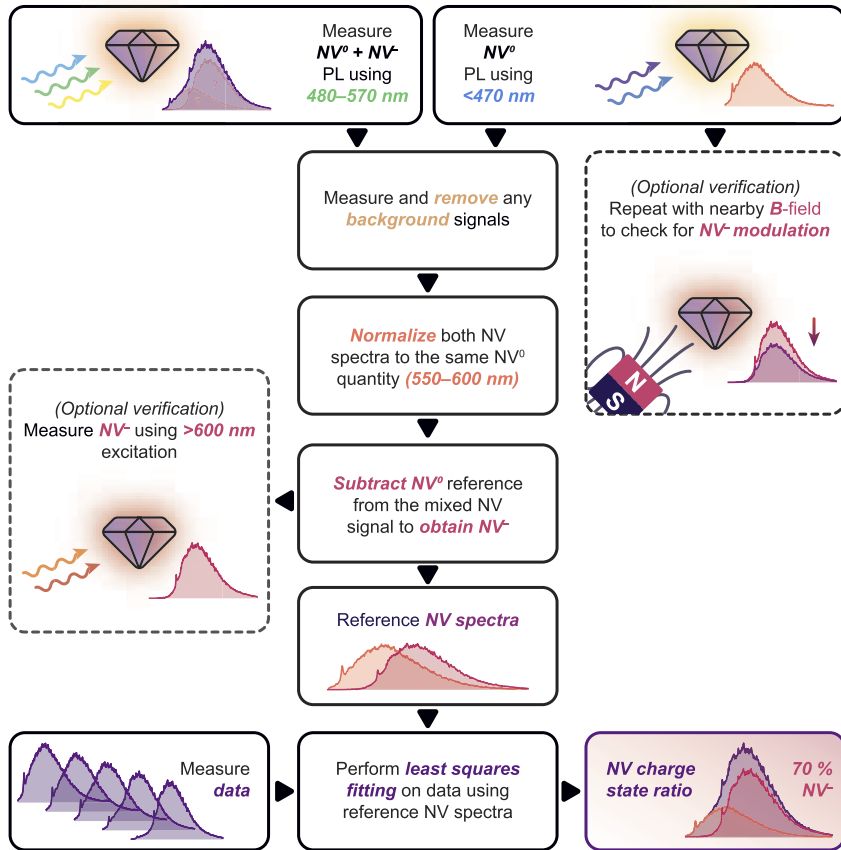 Measure
NV⁰ + NV⁻
PL using
480–570 nm
Measure
NV⁰
PL using
<470 nm
Measure and remove any
background signals
(Optional verification)
Repeat with nearby B-field
to check for NV⁻ modulation
N
S
Normalize both NV
spectra to the same NV⁰
quantity (550–600 nm)
(Optional verification)
Measure NV⁻ using >600 nm
excitation
Subtract NV⁰ reference
from the mixed NV
signal to obtain NV⁻
Reference NV spectra
Measure
data
Perform least squares
fitting on data using
reference NV spectra
NV charge
state ratio
70 %
NV⁻